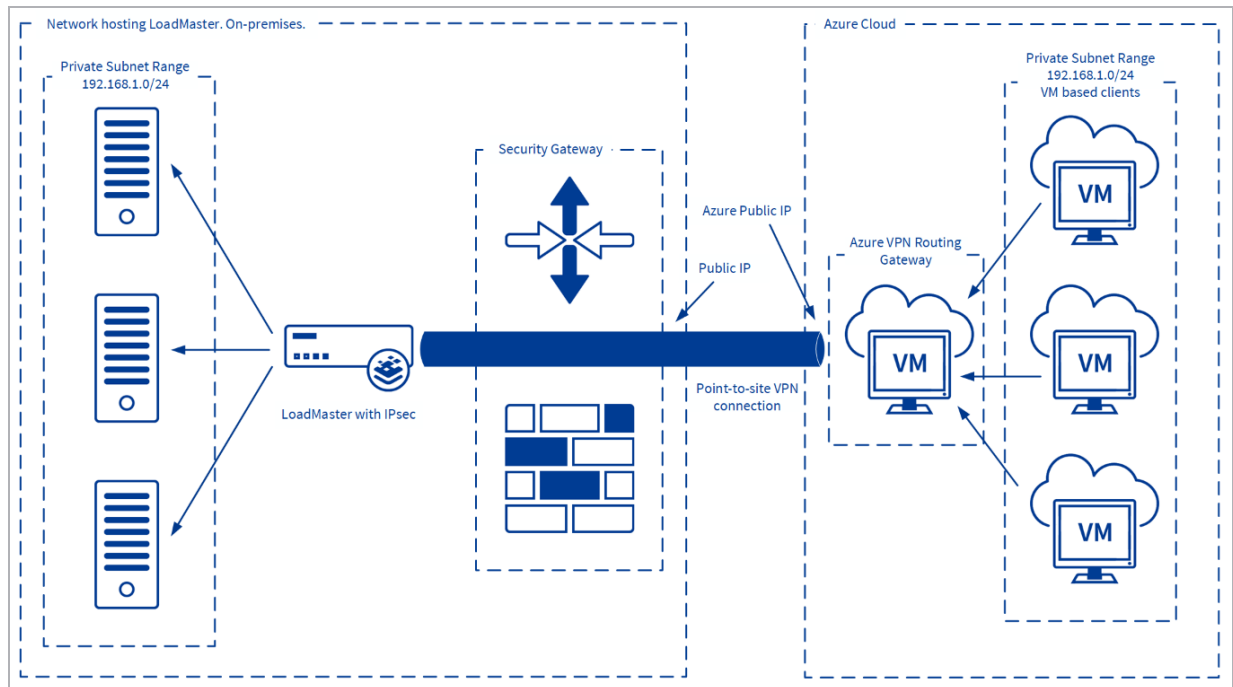 Network hosting LoadMaster. On-premises.
Private Subnet Range
192.168.1.0/24
LoadMaster with IPsec
Security Gateway
Public IP
Azure Public IP
Point-to-site VPN
connection
Azure Cloud
Azure VPN Routing
Gateway
VM
Private Subnet Range
192.168.1.0/24
VM based clients
VM
VM
VM